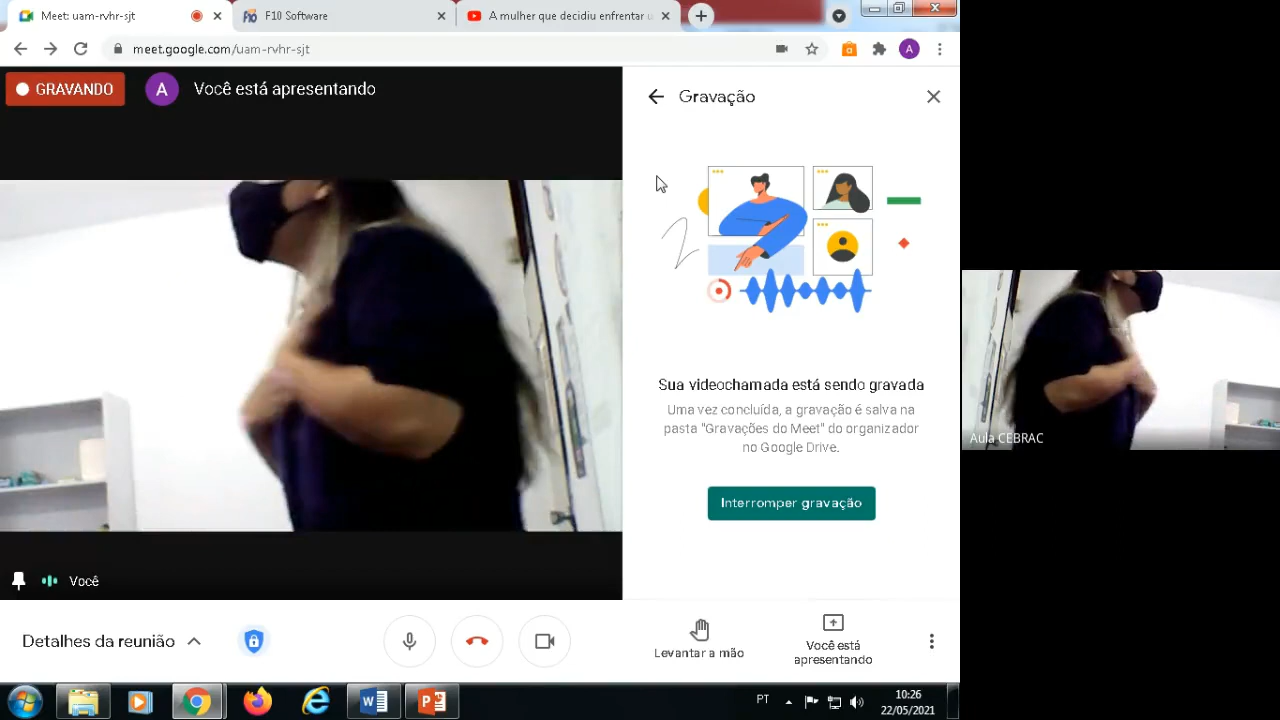 Meet: uam-rvhr-sjt
F10 Software
A mulher que decidiu enfrentar u
meet.google.com/uam-rvhr-sjt
A
GRAVANDO
A
Você está apresentando
Gravação
Sua videochamada está sendo gravada
Uma vez concluída, a gravação é salva na
pasta "Gravações do Meet" do organizador
no Google Drive.
Interromper gravação
Aula CEBRAC
Você
Detalhes da reunião
Levantar a mão
Você está
apresentando
PT
10:26
22/05/2021